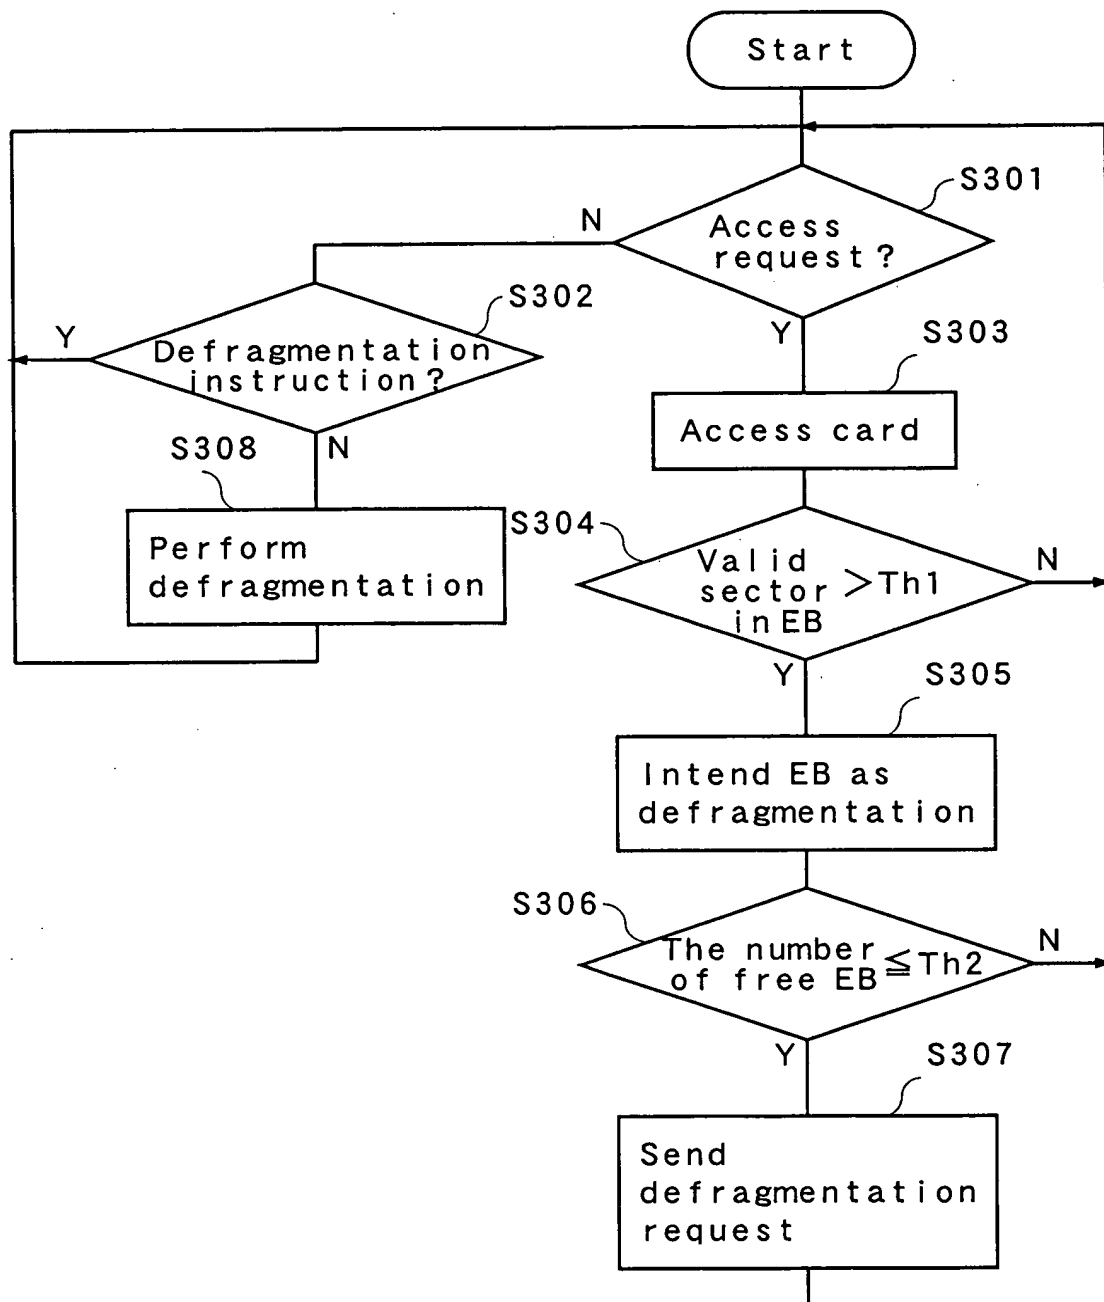 Start
S301
N
Access
request?
S302
Y
Y
S303
Defragmentation
instruction?
Access card
S308
N
S304
Perform
defragmentation
Valid
sector >Th1
in EB
N
Y
S305
Intend EB as
defragmentation
S306
The number
of free EB ≦Th2
N
Y
S307
Send
defragmentation
request